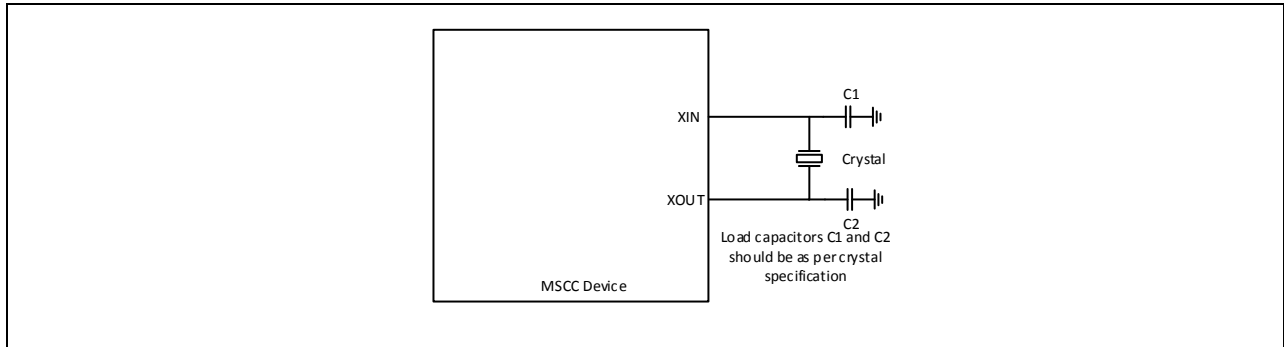 C1
XIN
Crystal
XOUT
C2
Load capacitors C1 and C2
should be as per crystal
specification
MSCC Device